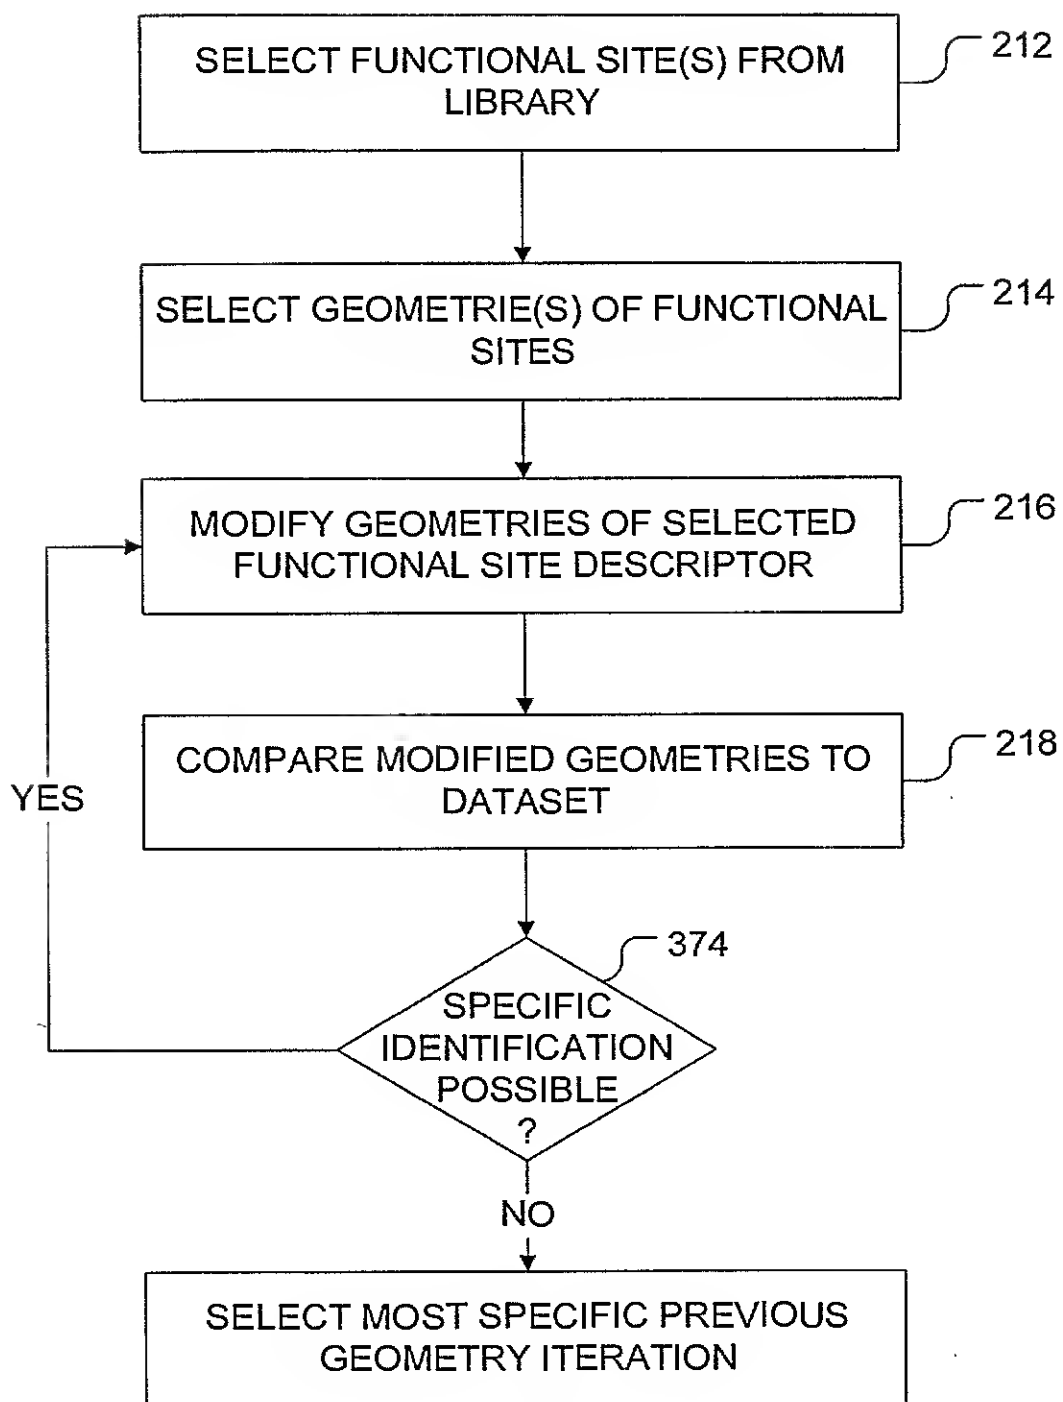 SELECT FUNCTIONAL SITE(S) FROM
LIBRARY
212
SELECT GEOMETRIE(S) OF FUNCTIONAL
SITES
214
MODIFY GEOMETRIES OF SELECTED
FUNCTIONAL SITE DESCRIPTOR
216
COMPARE MODIFIED GEOMETRIES TO
DATASET
218
YES
374
SPECIFIC
IDENTIFICATION
POSSIBLE
?
NO
SELECT MOST SPECIFIC PREVIOUS
GEOMETRY ITERATION